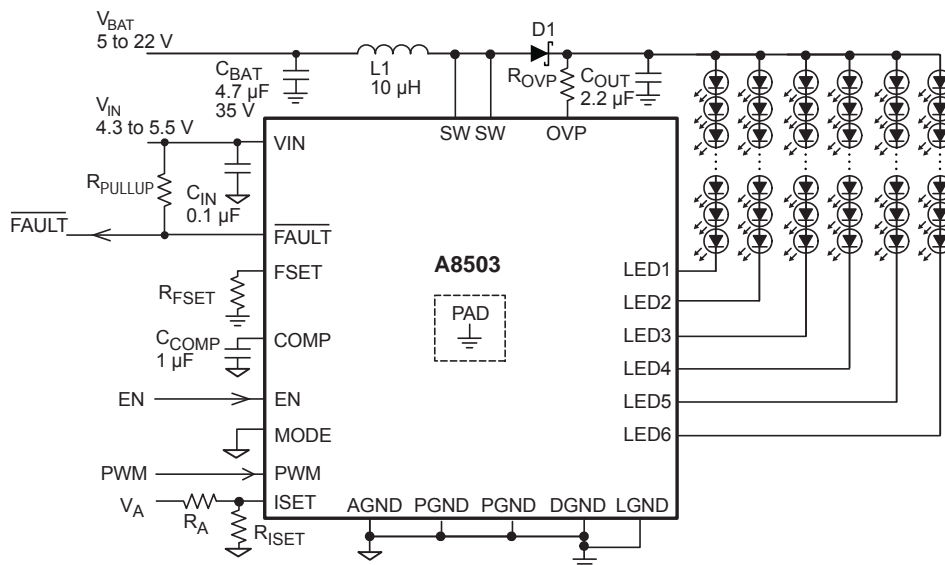 VBAT
5 to 22 V
D1
CBAT
4.7 µF
35 V
L1
10 µH
ROVP
COUT
2.2 µF
VIN
4.3 to 5.5 V
SW SW OVP
VIN
RPULLUP
CIN
0.1 µF
FAULT
FAULT
A8503
FSET
LED1
RFSET
PAD
LED2
CCOMP
1 µF
COMP
LED3
LED4
EN
EN
LED5
MODE
LED6
PWM
PWM
VA
ISET
RA
RISET
AGND PGND PGND DGND LGND